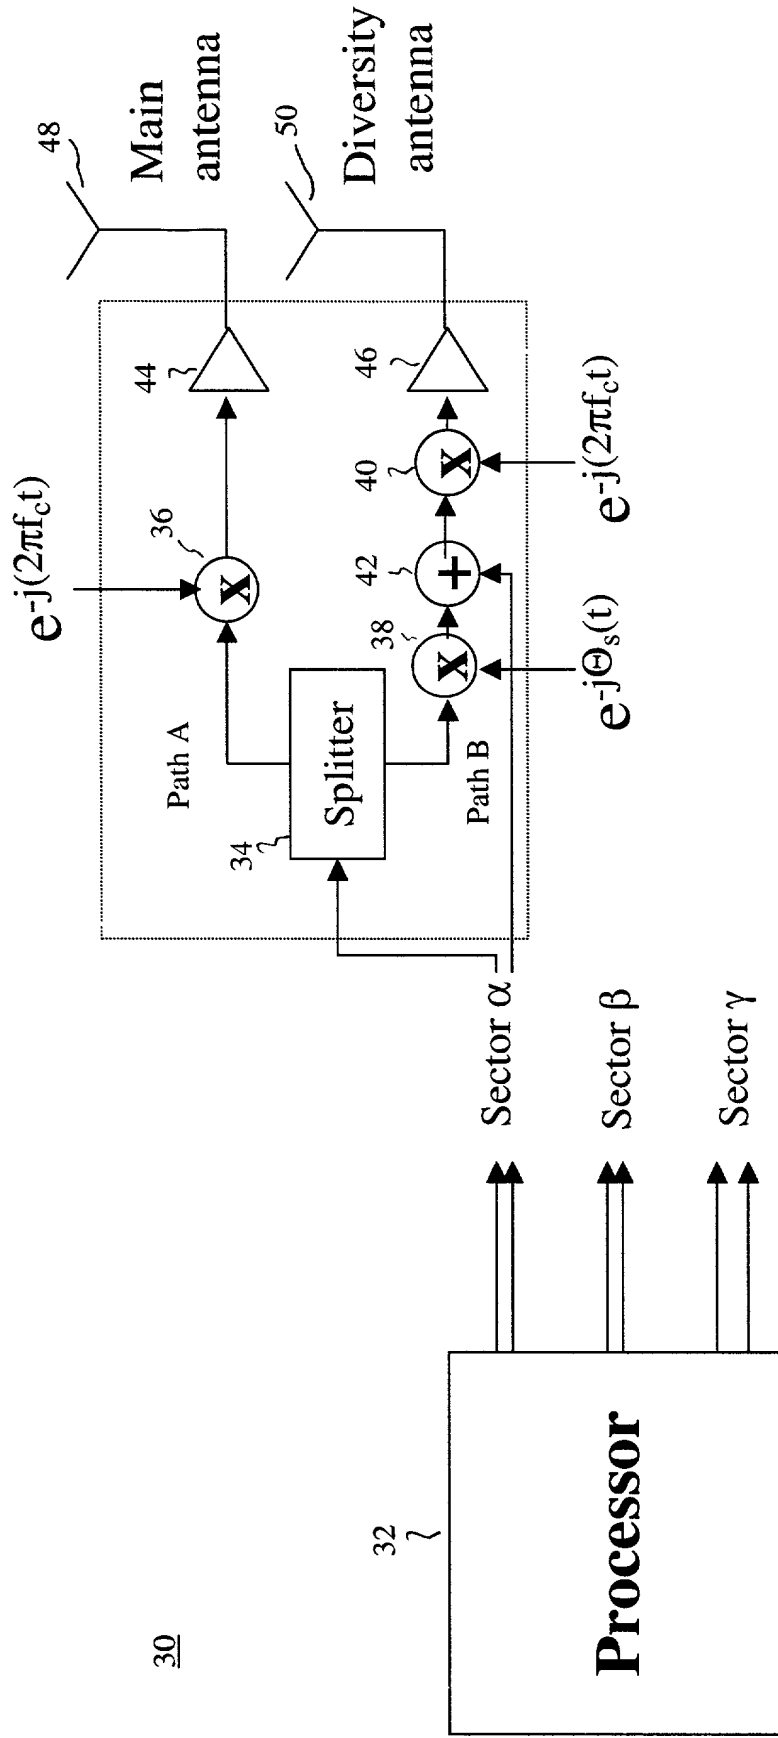 30
32
Processor
Sector α
Sector β
Sector γ
34
Splitter
Path A
Path B
e-j(2πfct)
36
38
e-jΘs(t)
42
40
e-j(2πfct)
44
46
48
Main
antenna
50
Diversity
antenna
X
X
+
X